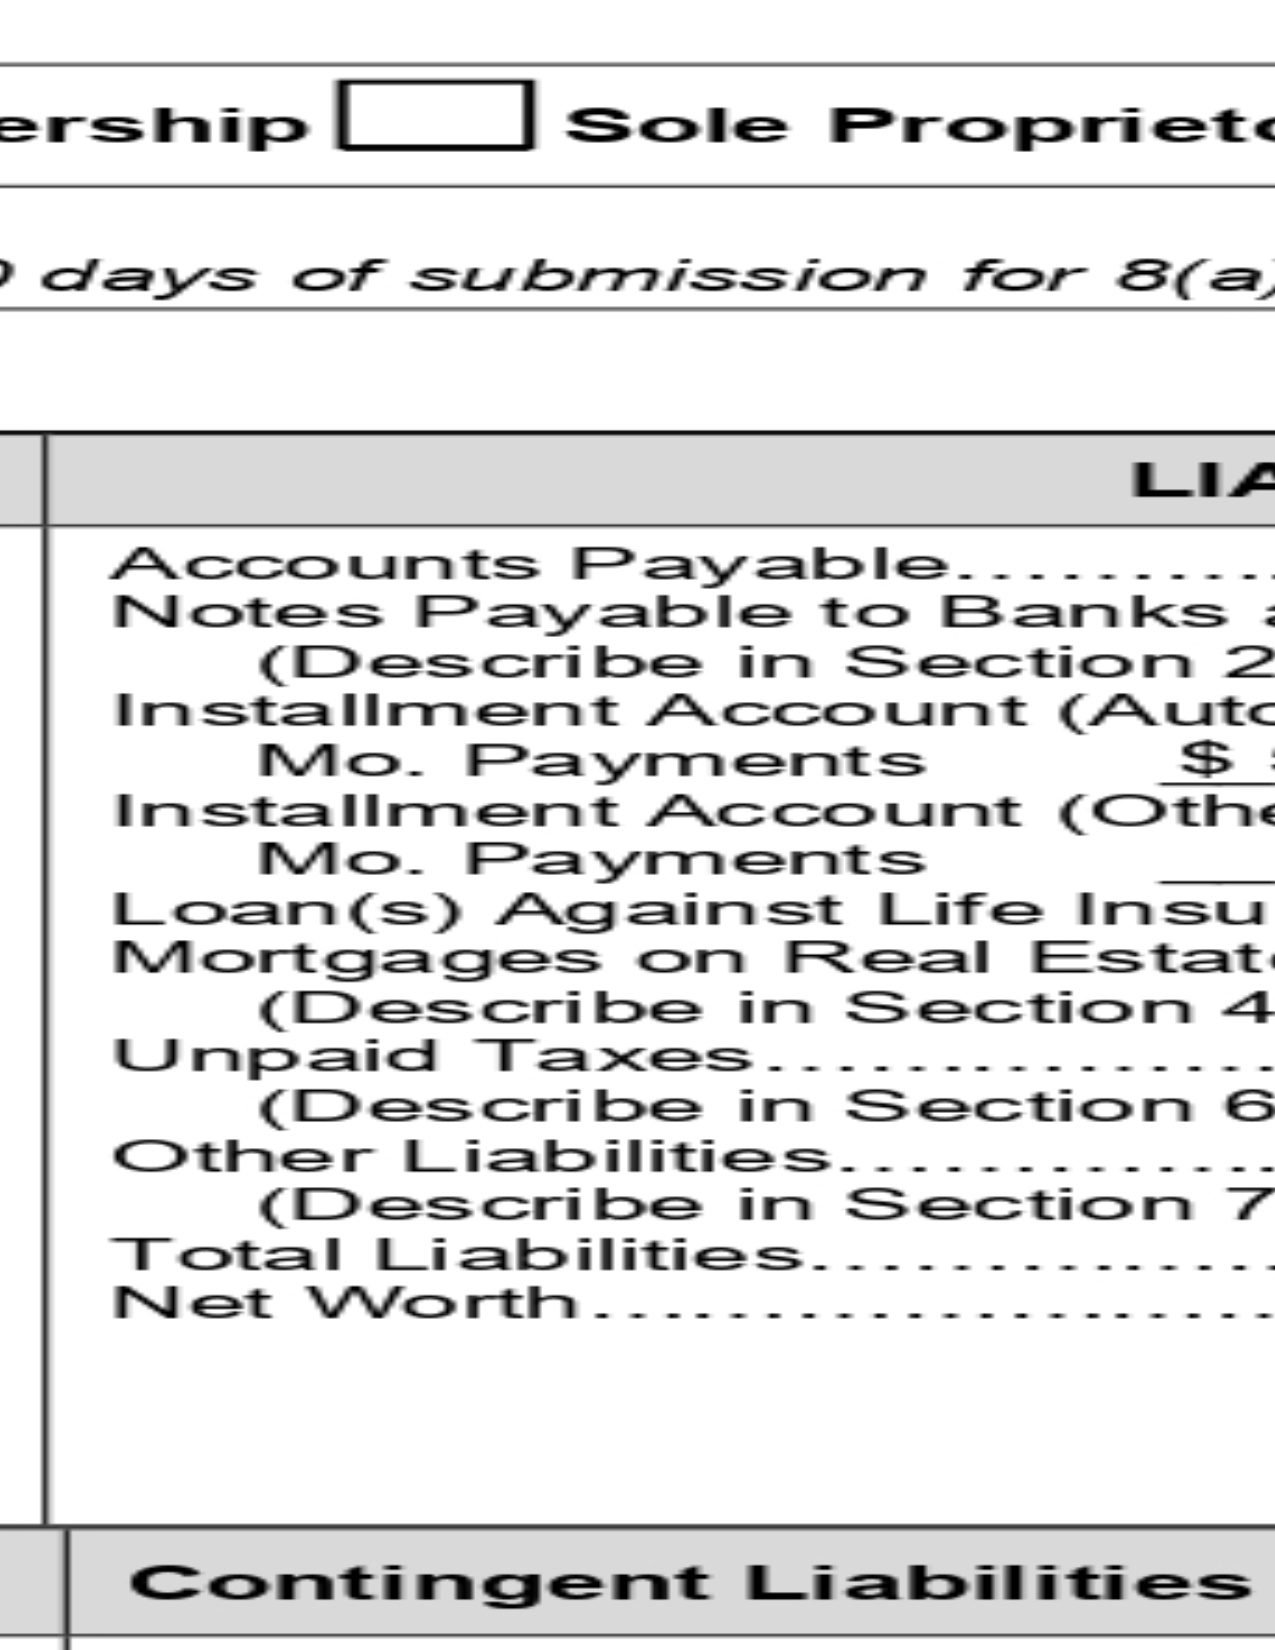 ership Sole Propriet
days of submission for 8(a)
LIA
Accounts Payable...........
Notes Payable to Banks
(Describe in Section 2
Installment Account (Auto
Mo. Payments $
Installment Account (Othe
Mo. Payments
Loan(s) Against Life Insu
Mortgages on Real Estate
(Describe in Section 4
Unpaid Taxes................
(Describe in Section 6
Other Liabilities..............
(Describe in Section 7
Total Liabilities..............
Net Worth.....................
Contingent Liabilities